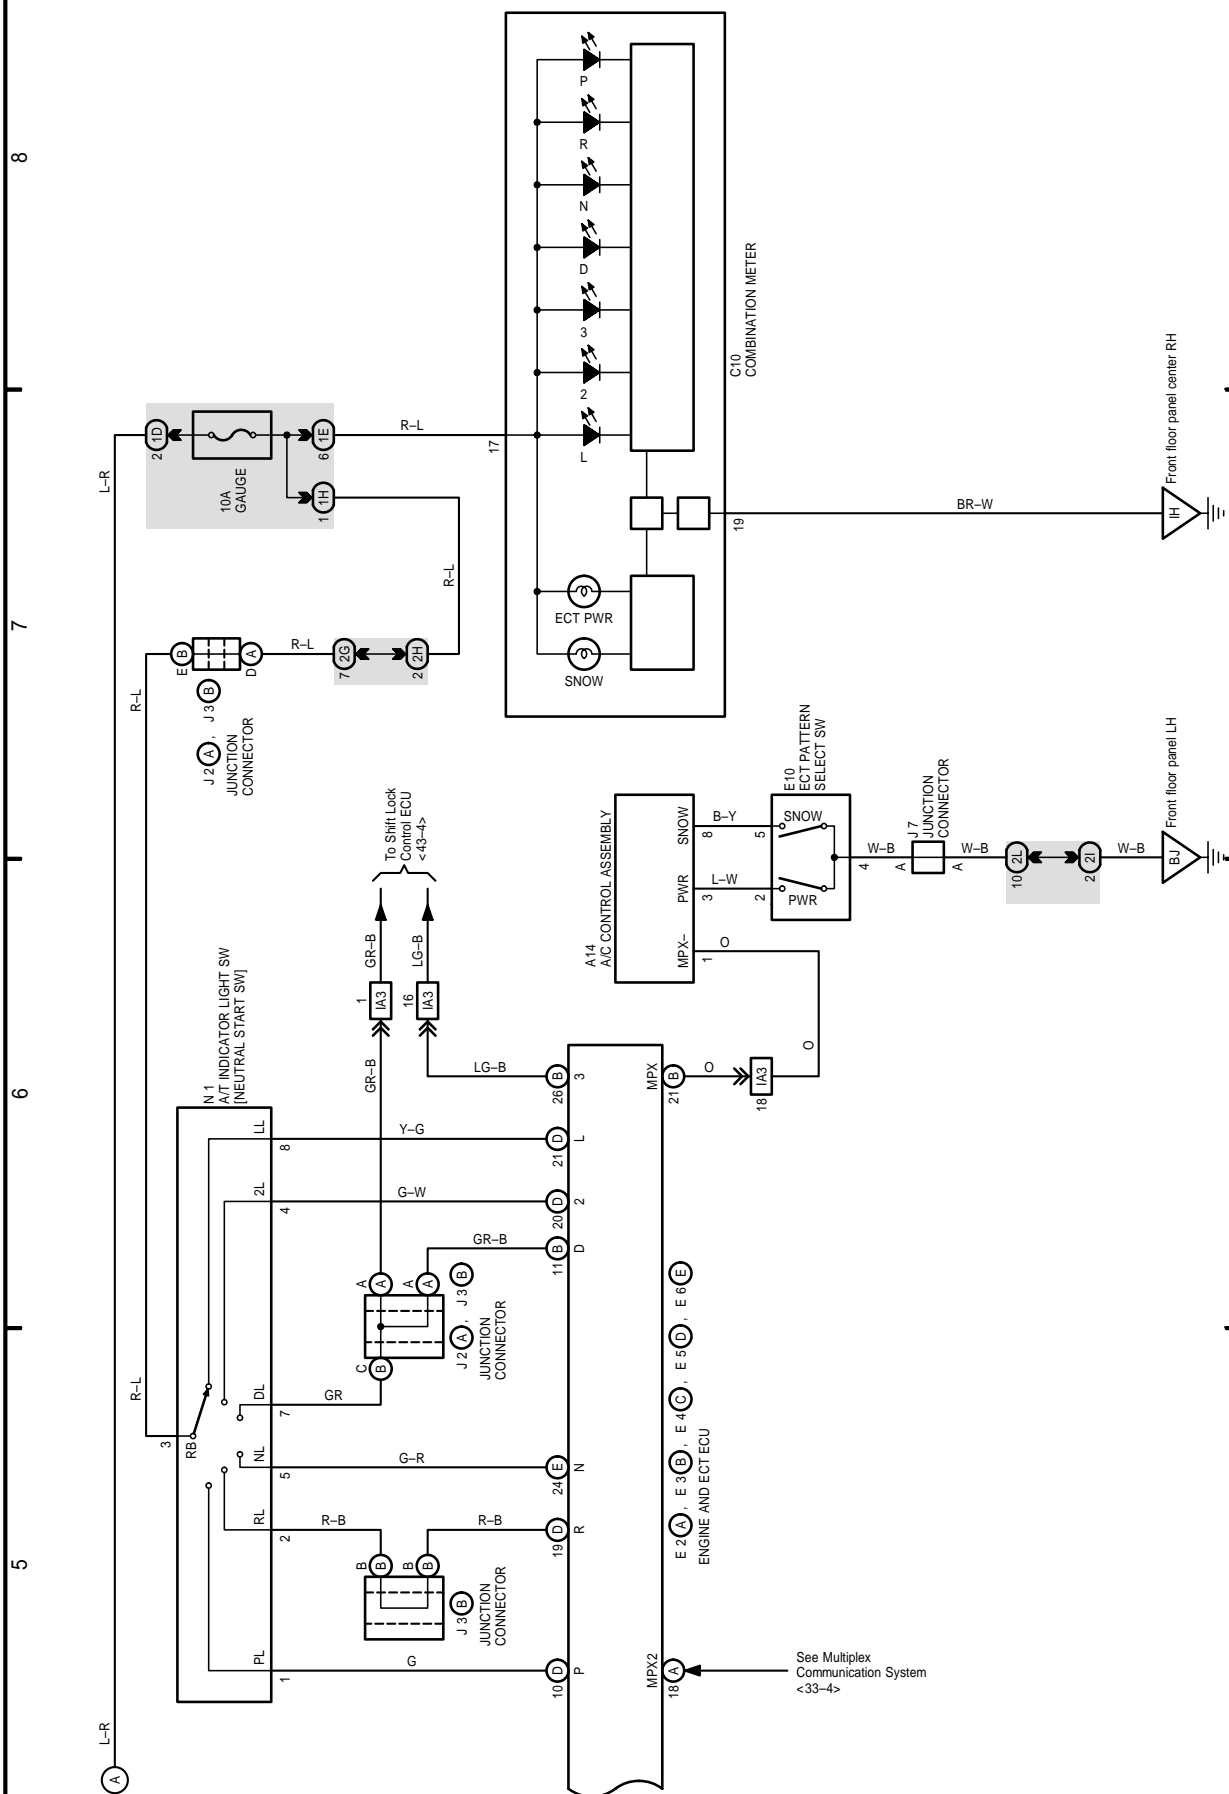 8
7
6
5
P
R
N
D
3
2
L
C10
COMBINATION METER
17
19
ECT PWR
SNOW
L–R
2
1D
10A
GAUGE
6
1E
1
1H
R–L
R–L
BR–W
IH
Front floor panel center RH
R–L
E
B
D
A
J 2 A , J 3 B
JUNCTION
CONNECTOR
R–L
7
2G
2
2H
To Shift Lock
Control ECU
<43–4>
GR–B
LG–B
1
IA3
16
IA3
GR–B
LG–B
A14
A/C CONTROL ASSEMBLY
SNOW
8
PWR
3
MPX–
1
B–Y
L–W
O
5
2
E10
ECT PATTERN
SELECT SW
SNOW
PWR
4
W–B
A
J 7
JUNCTION
CONNECTOR
A
W–B
10
2L
2
2I
W–B
BJ
Front floor panel LH
N 1
A/T INDICATOR LIGHT SW
[NEUTRAL START SW]
LL
8
2L
4
DL
7
NL
5
RL
2
PL
1
3
RB
R–L
Y–G
G–W
GR
G–R
R–B
G
C
B
A
A
A
A
J 2 A , J 3 B
JUNCTION
CONNECTOR
GR–B
B
B
B
B
J 3 B
JUNCTION
CONNECTOR
R–B
26
B
3
21
D
L
20
D
2
11
B
D
24
E
N
19
D
R
10
D
P
MPX
21
B
O
18
IA3
O
E 2 A , E 3 B , E 4 C , E 5 D , E 6 E
ENGINE AND ECT ECU
MPX2
18
A
See Multiplex
Communication System
<33–4>
L–R
A